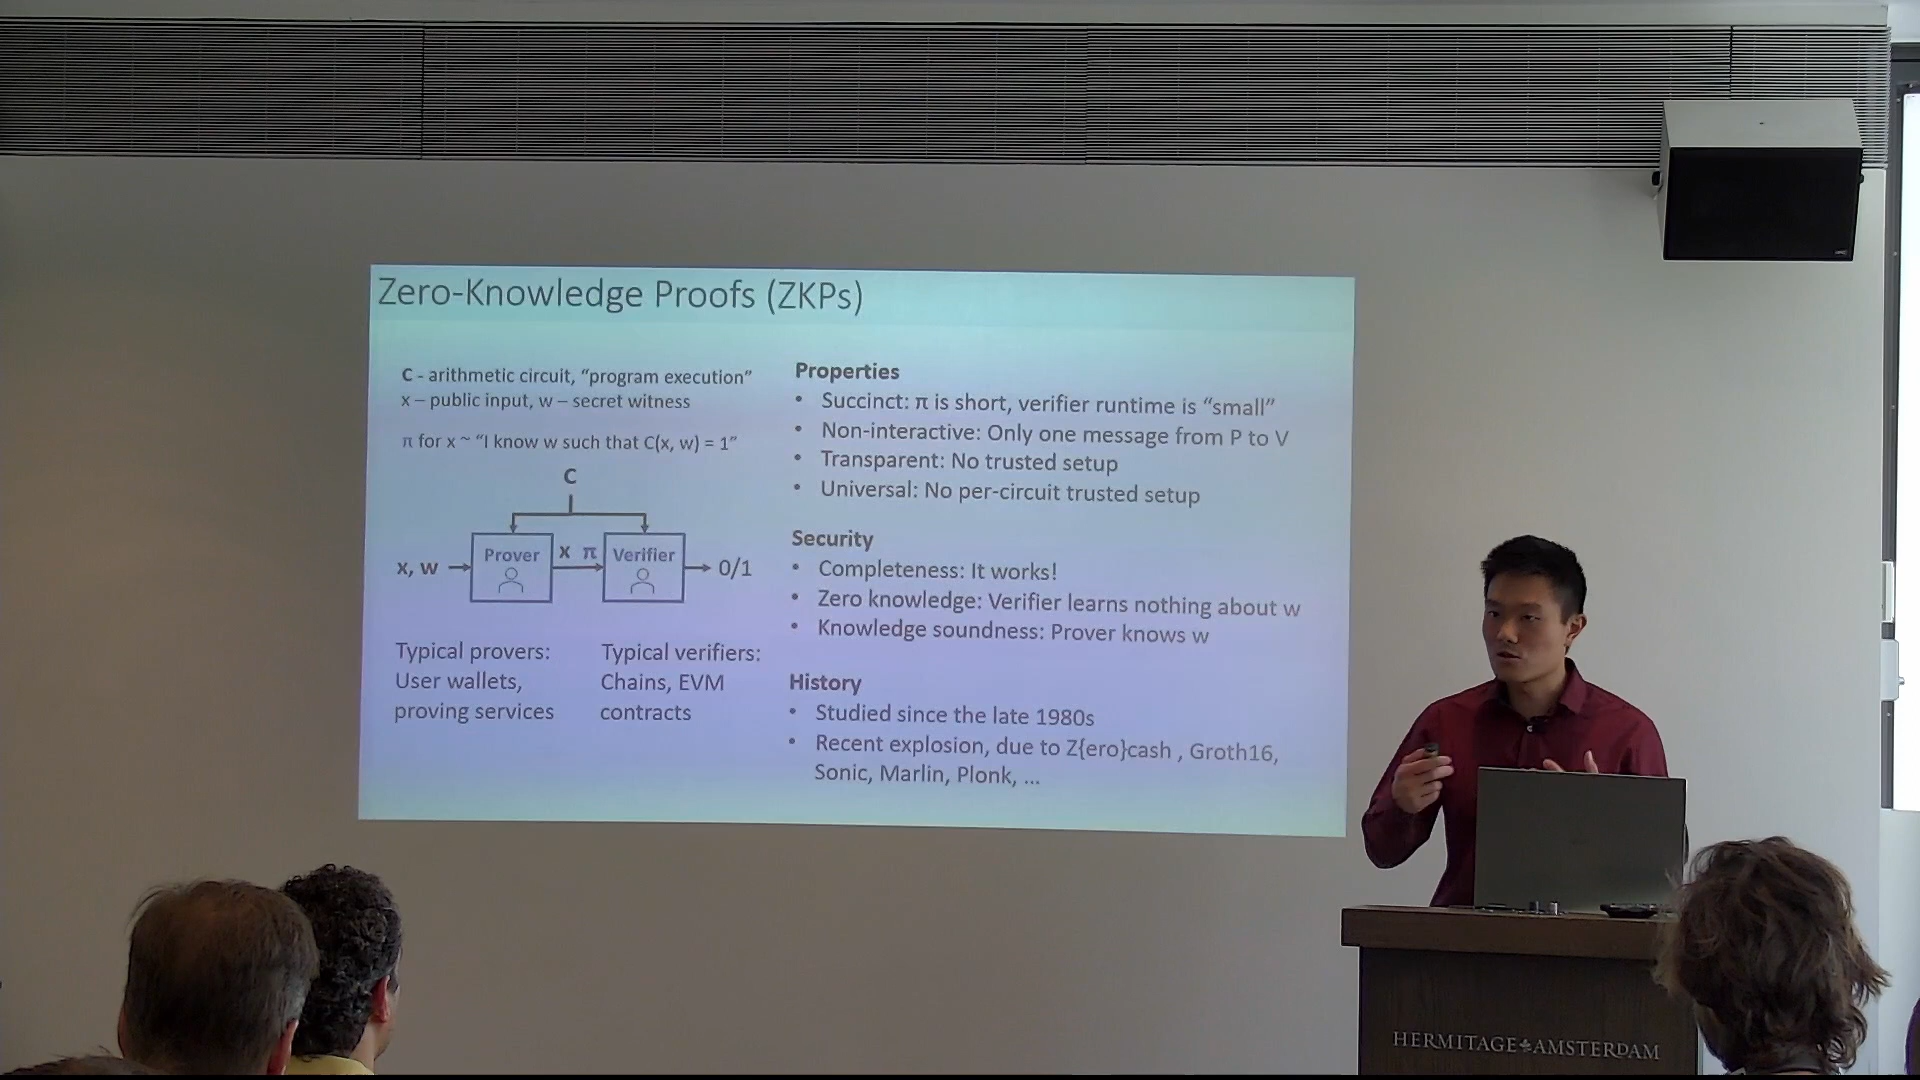 Zero-Knowledge Proofs (ZKPs)
C - arithmetic circuit, “program execution”
x – public input, w – secret witness
π for x ~ “I know w such that C(x, w) = 1”
C
x, w
Prover
x π
Verifier
0/1
Typical provers:
User wallets,
proving services
Typical verifiers:
Chains, EVM
contracts
Properties
• Succinct: π is short, verifier runtime is “small”
• Non-interactive: Only one message from P to V
• Transparent: No trusted setup
• Universal: No per-circuit trusted setup
Security
• Completeness: It works!
• Zero knowledge: Verifier learns nothing about w
• Knowledge soundness: Prover knows w
History
• Studied since the late 1980s
• Recent explosion, due to Z{ero}cash , Groth16,
Sonic, Marlin, Plonk, ...
HERMITAGE AMSTERDAM